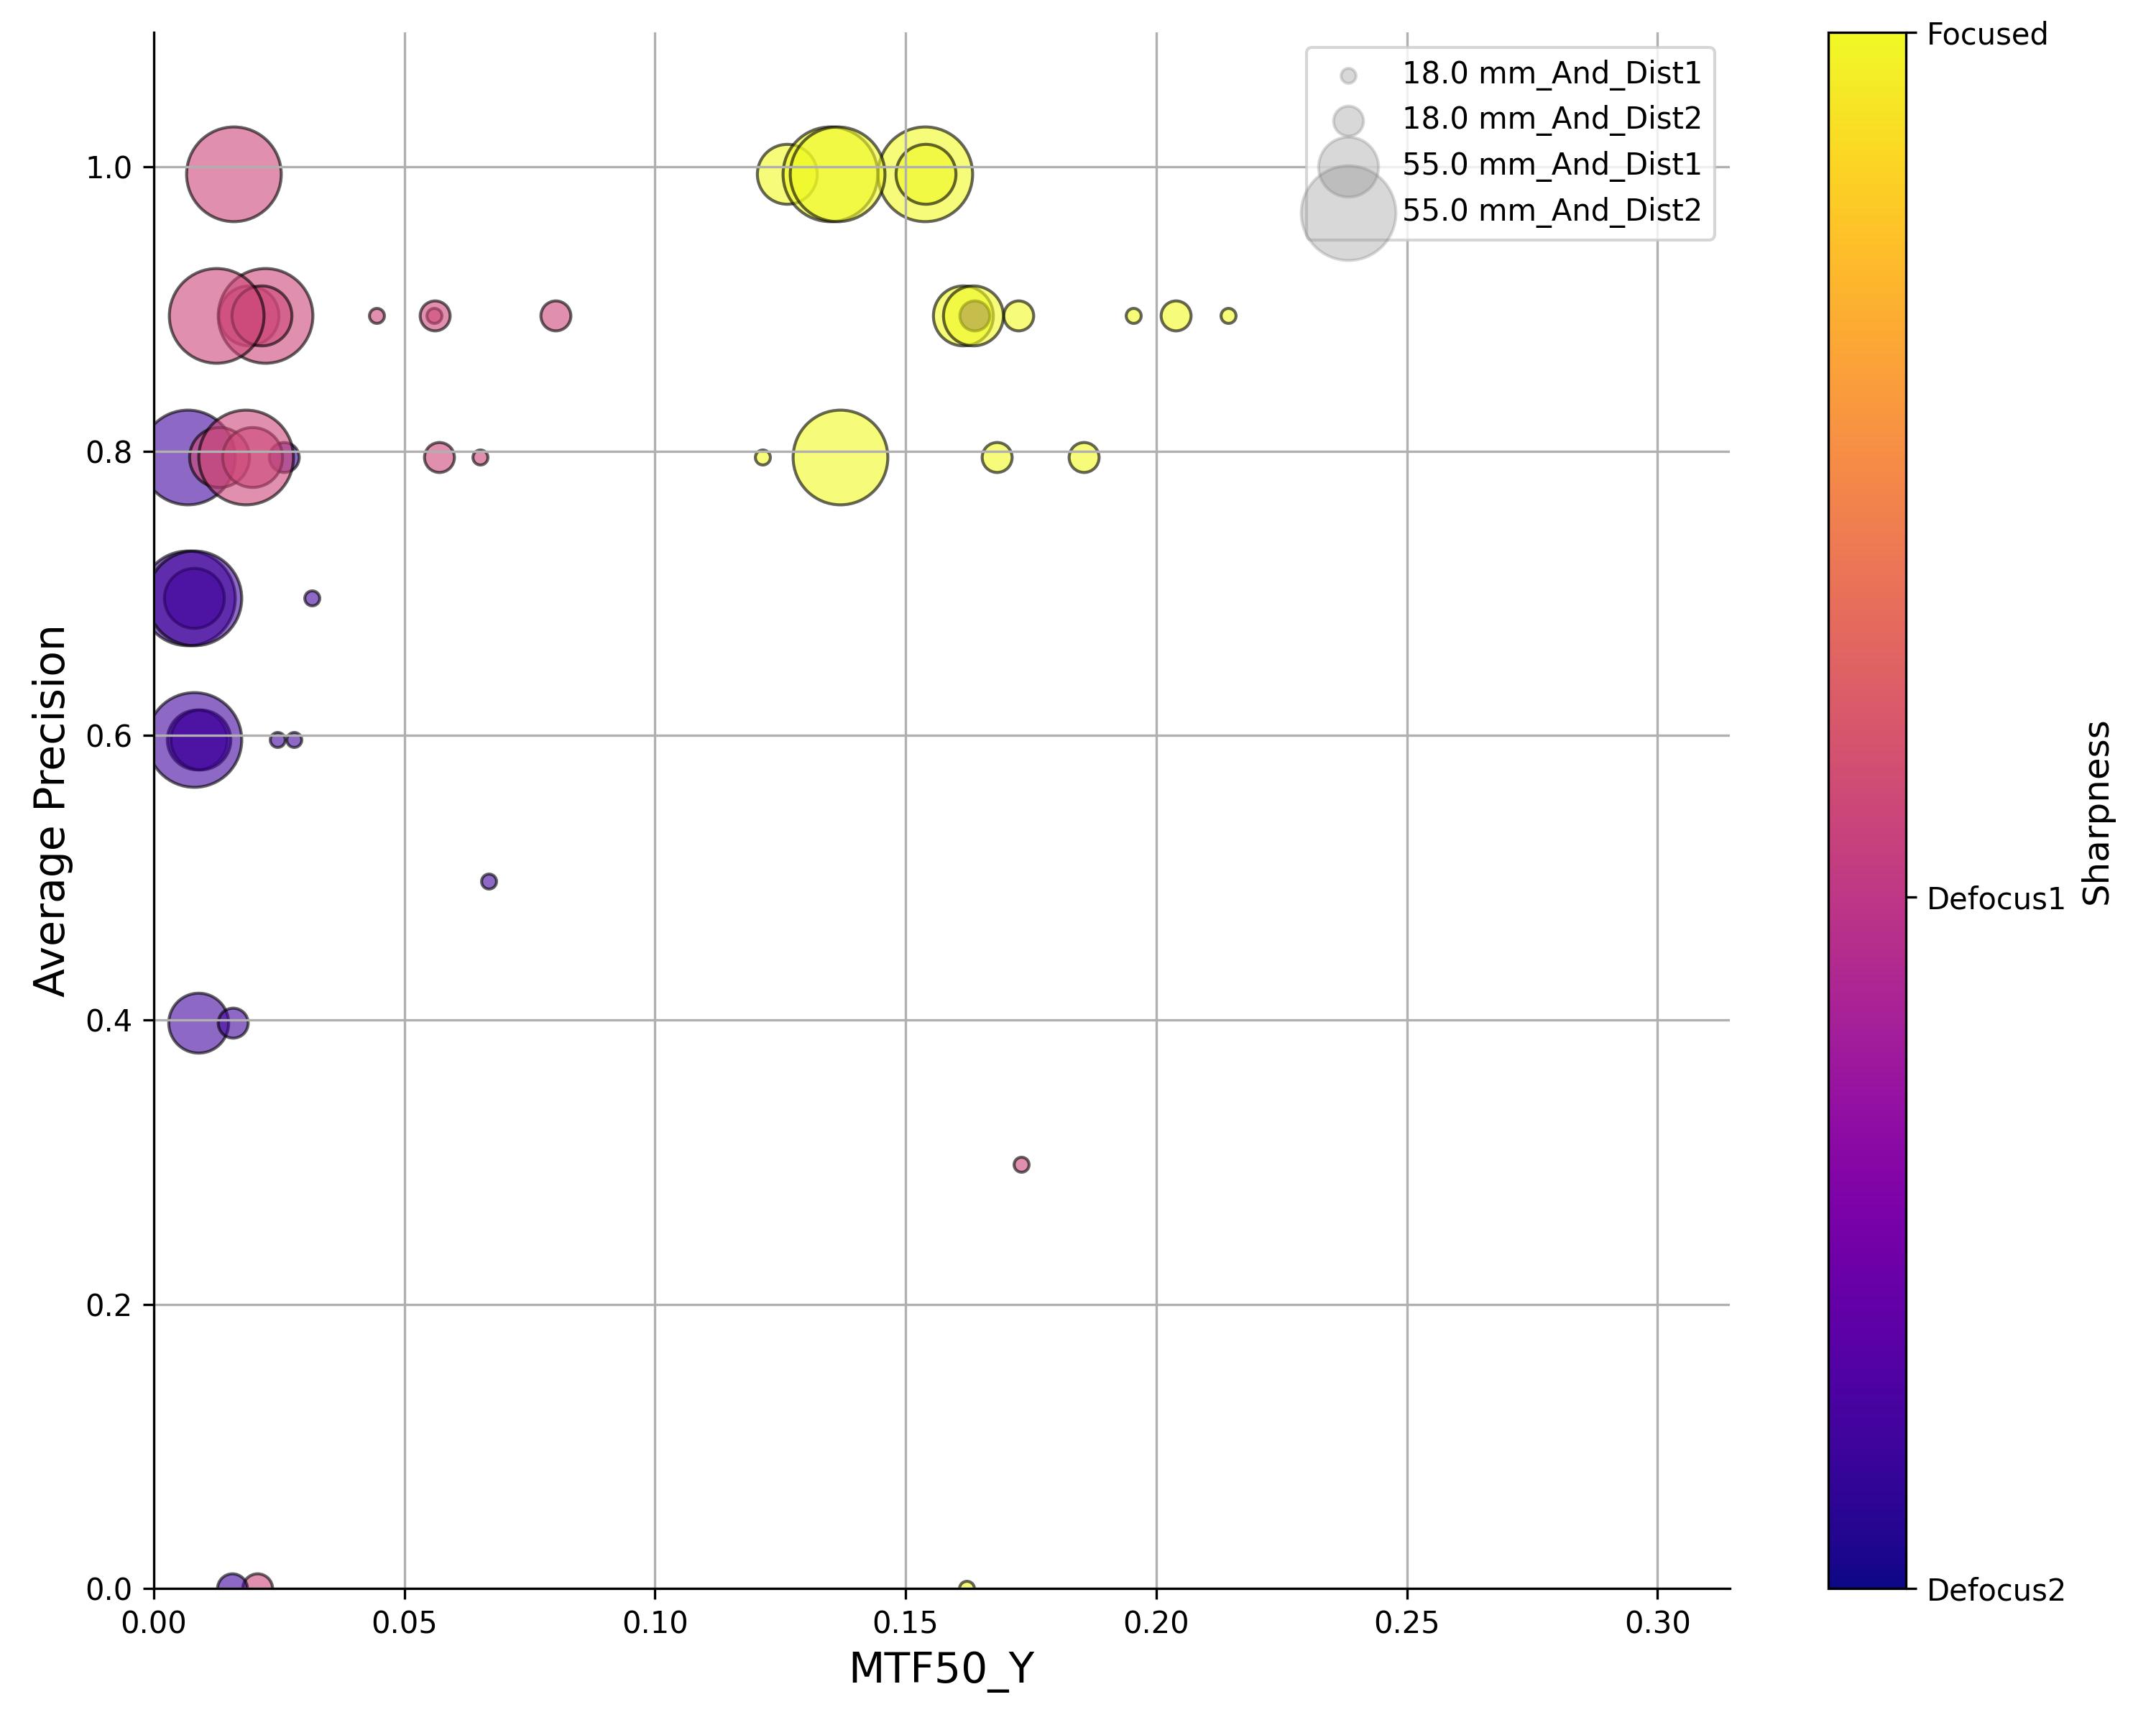 18.0 mm_And_Dist1
18.0 mm_And_Dist2
55.0 mm_And_Dist1
55.0 mm_And_Dist2
Average Precision
1.0
0.8
0.6
0.4
0.2
0.0
0.00 0.05 0.10 0.15 0.20 0.25 0.30
MTF50_Y
Focused
Defocus1
Defocus2
Sharpness